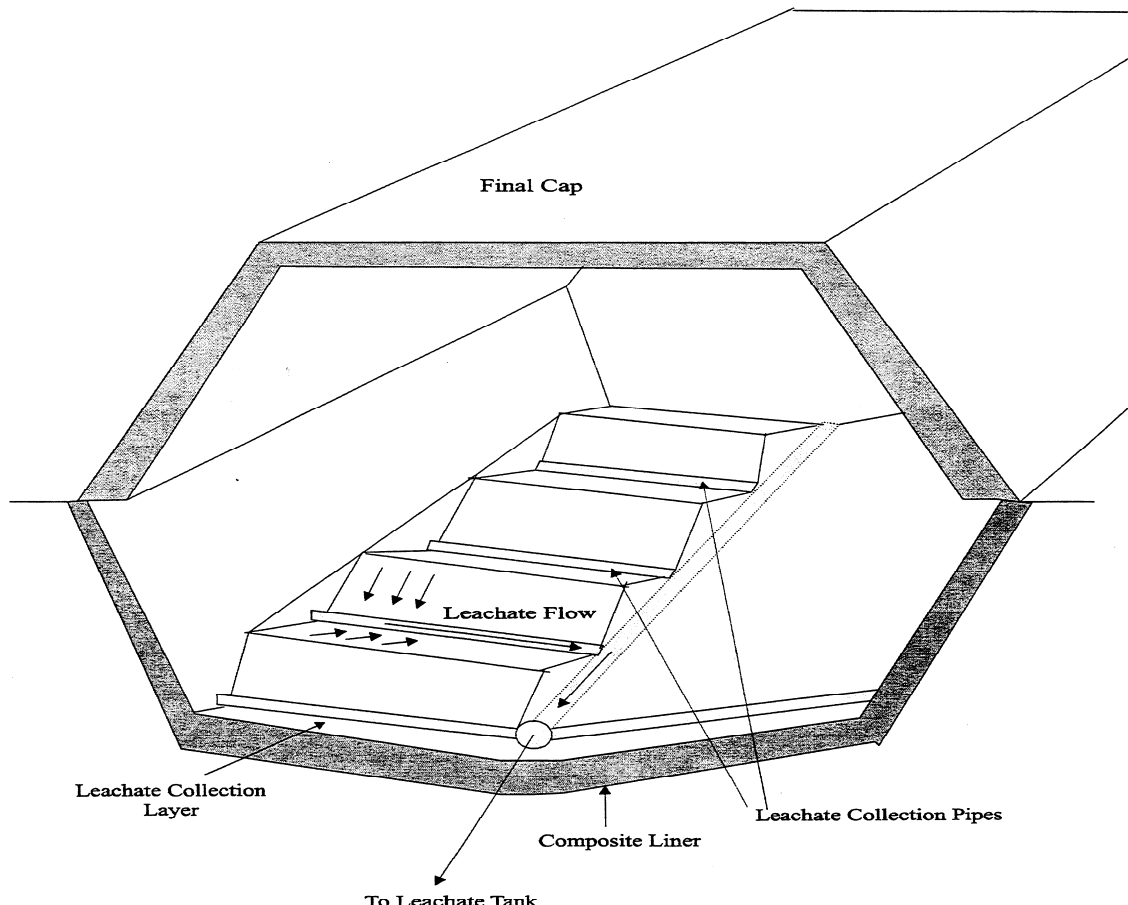 Final Cap
Leachate Flow
Leachate Collection
Layer
Leachate Collection Pipes
Composite Liner
To Leachate Tank